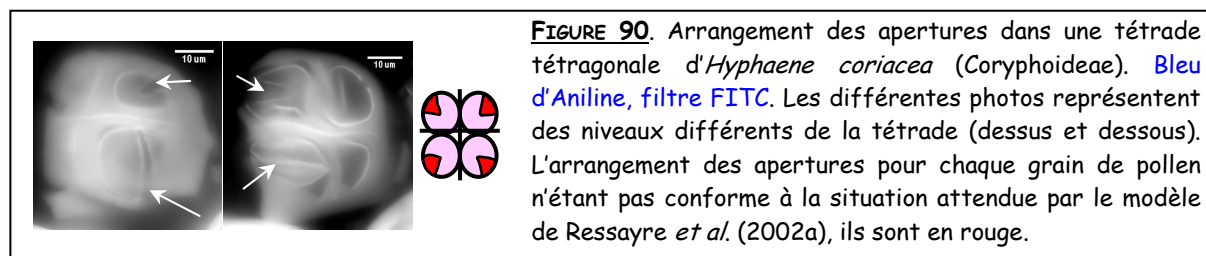 10 um
10 um
FIGURE 90. Arrangement des apertures dans une tétrade
tétragonale d'Hyphaene coriacea (Coryphoideae). Bleu
d'Aniline, filtre FITC. Les différentes photos représentent
des niveaux différents de la tétrade (dessus et dessous).
L'arrangement des apertures pour chaque grain de pollen
n'étant pas conforme à la situation attendue par le modèle
de Ressayre et al. (2002a), ils sont en rouge.